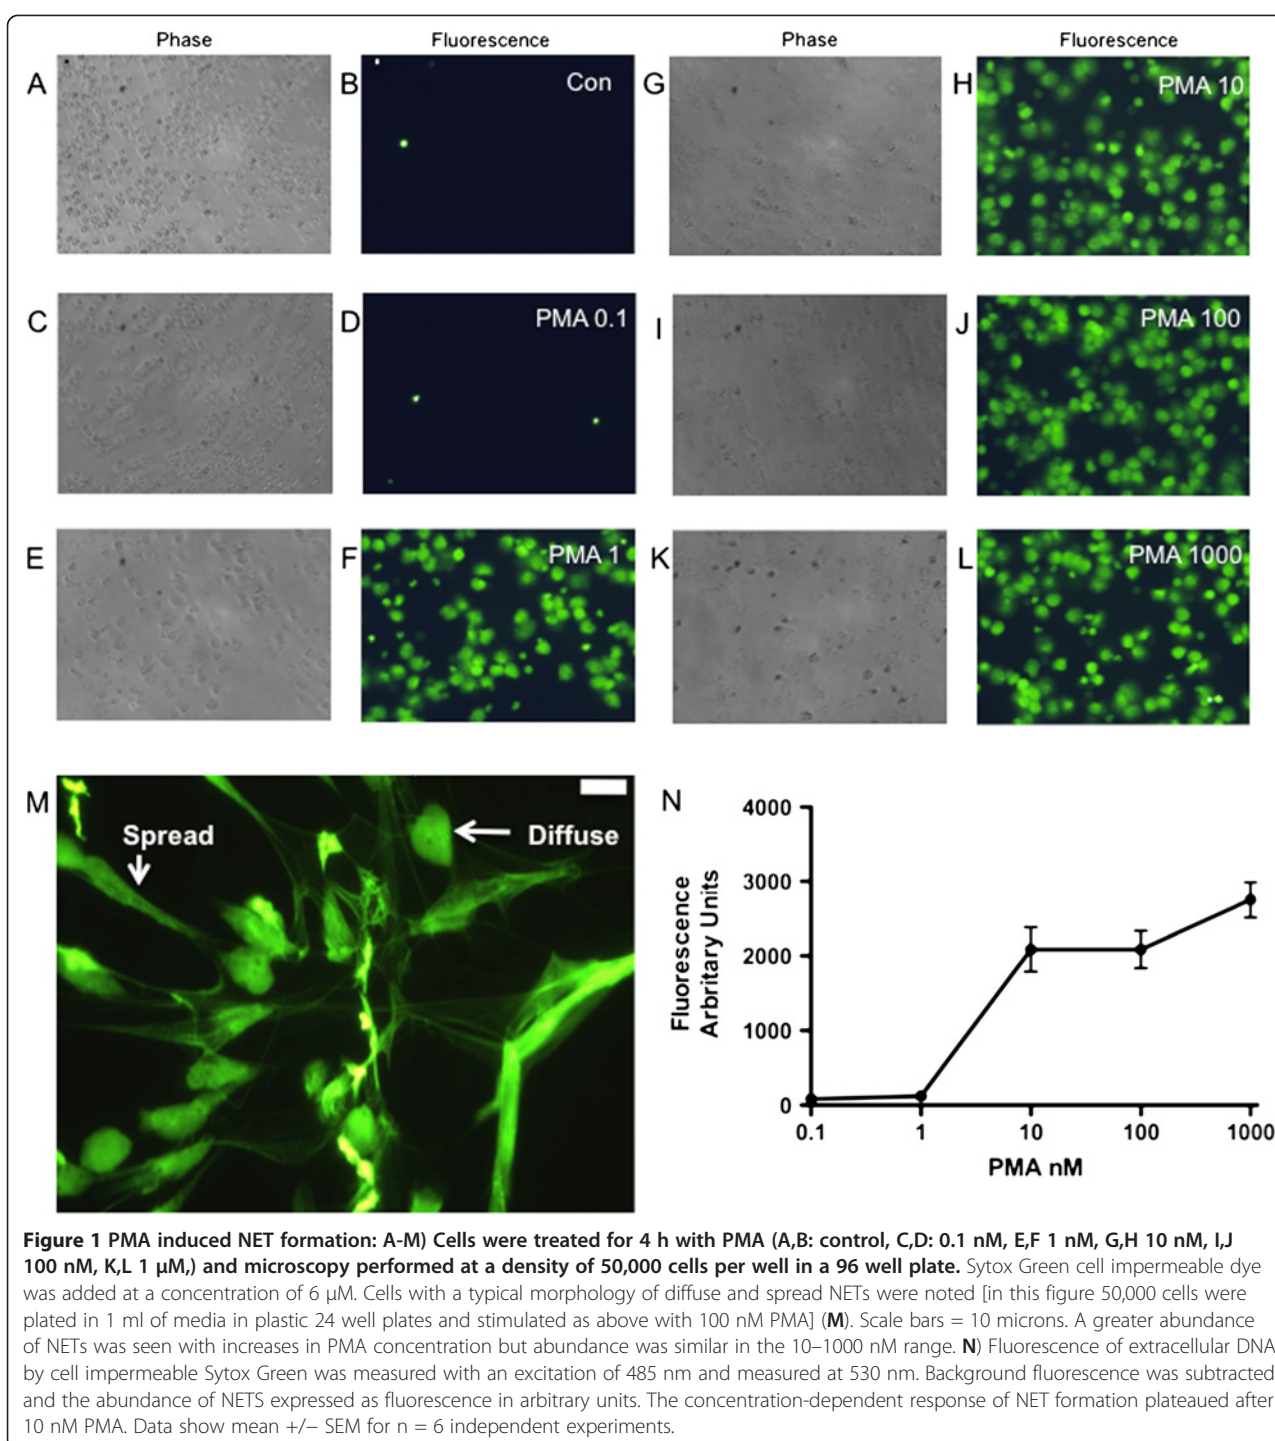 Phase
Fluorescence
Phase
Fluorescence
A
B
Con
G
H
PMA 10
C
D
PMA 0.1
I
J
PMA 100
E
F
PMA 1
K
L
PMA 1000
M
Spread
Diffuse
N
Fluorescence
Arbritary Units
4000
3000
2000
1000
0
0.1
1
10
100
1000
PMA nM
Figure 1 PMA induced NET formation: A-M) Cells were treated for 4 h with PMA (A,B: control, C,D: 0.1 nM, E,F 1 nM, G,H 10 nM, I,J
100 nM, K,L 1 μM,) and microscopy performed at a density of 50,000 cells per well in a 96 well plate. Sytox Green cell impermeable dye
was added at a concentration of 6 μM. Cells with a typical morphology of diffuse and spread NETs were noted [in this figure 50,000 cells were
plated in 1 ml of media in plastic 24 well plates and stimulated as above with 100 nM PMA] (M). Scale bars = 10 microns. A greater abundance
of NETs was seen with increases in PMA concentration but abundance was similar in the 10–1000 nM range. N) Fluorescence of extracellular DNA
by cell impermeable Sytox Green was measured with an excitation of 485 nm and measured at 530 nm. Background fluorescence was subtracted
and the abundance of NETS expressed as fluorescence in arbitrary units. The concentration-dependent response of NET formation plateaued after
10 nM PMA. Data show mean +/− SEM for n = 6 independent experiments.